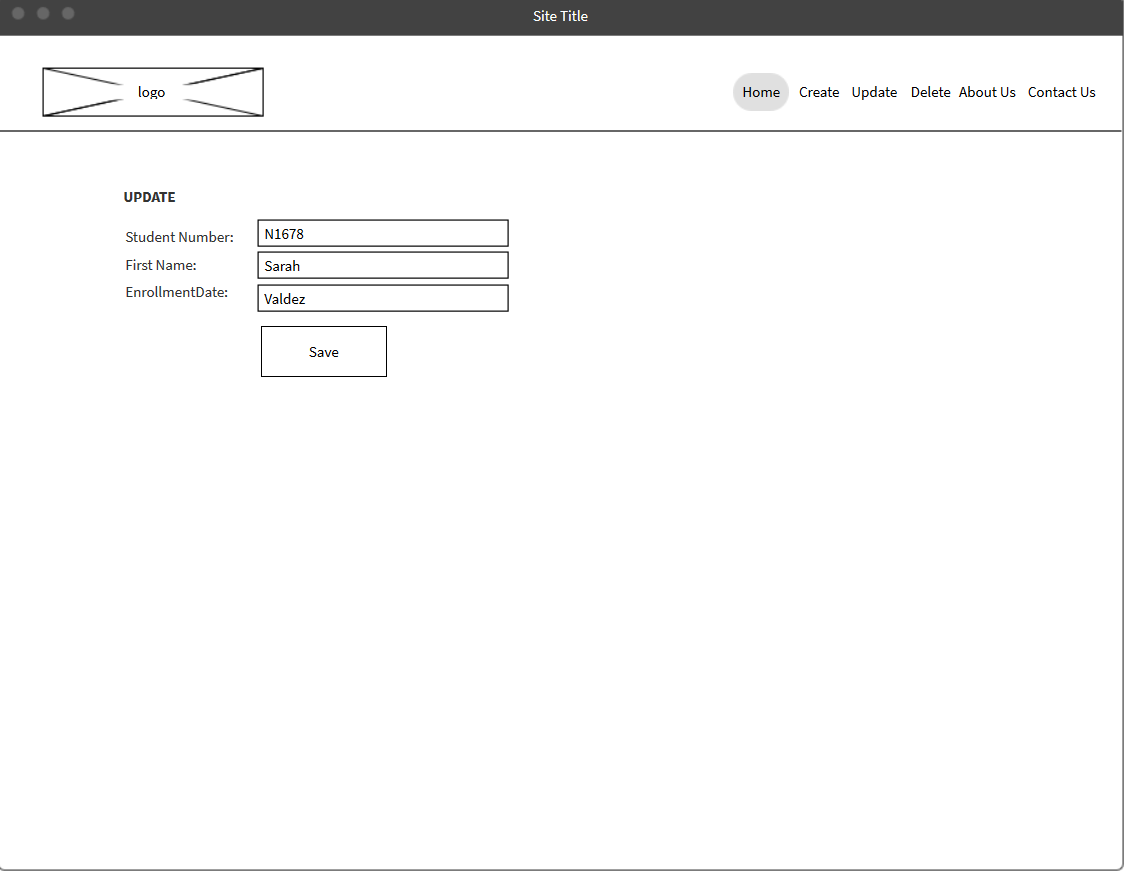 Site Title
logo
Home Create Update Delete About Us Contact Us
UPDATE
Student Number: N1678
First Name: Sarah
EnrollmentDate: Valdez
Save